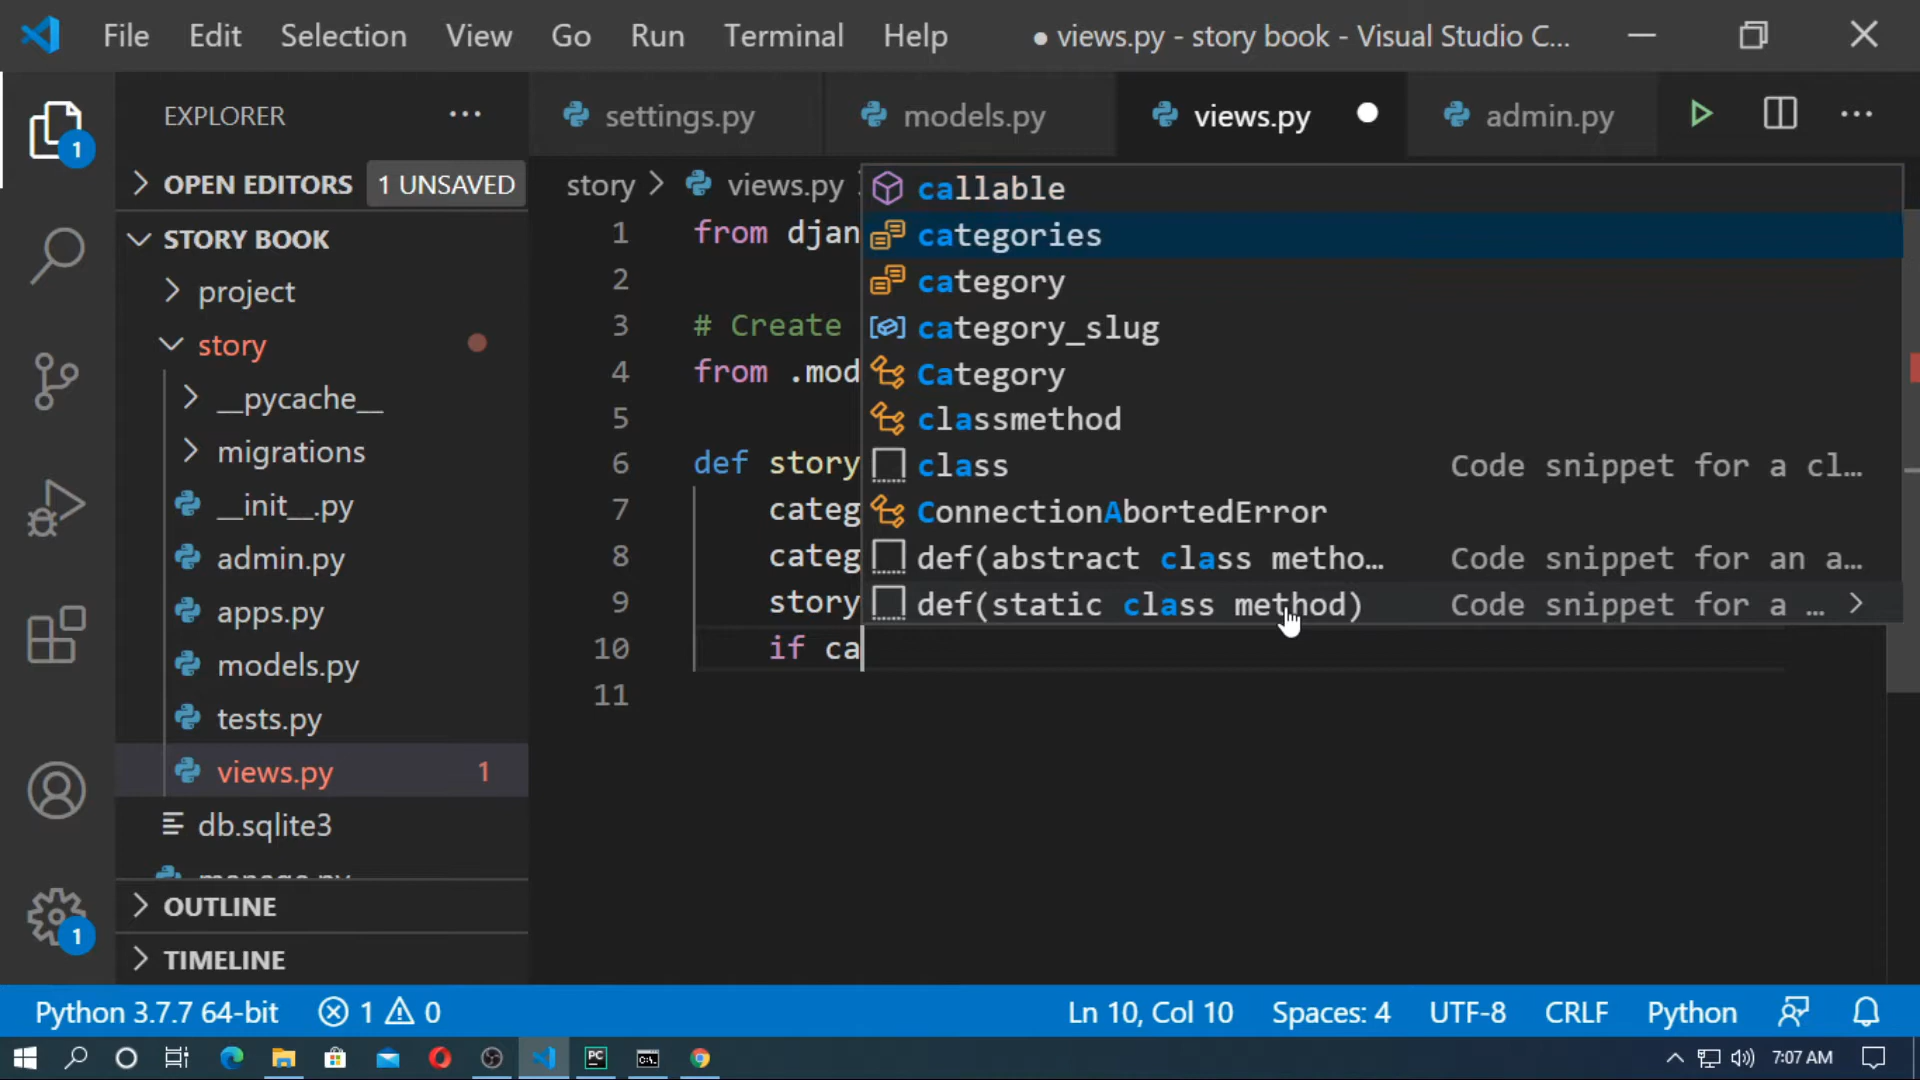 File Edit Selection View Go Run Terminal Help ● views.py - story book - Visual Studio C...
EXPLORER ...
settings.py models.py views.py admin.py ...
1
OPEN EDITORS 1 UNSAVED
STORY BOOK
project
story
__pycache__
migrations
__init__.py
admin.py
apps.py
models.py
tests.py
views.py 1
db.sqlite3
OUTLINE
TIMELINE
1
story > views.py
1 from djan
2
3 # Create
4 from .mod
5
6 def story
7 categ
8 categ
9 story
10 if ca
11
callable
categories
category
category_slug
Category
classmethod
class Code snippet for a cl...
ConnectionAbortedError
def(abstract class metho... Code snippet for an a...
def(static class method) Code snippet for a ...
Python 3.7.7 64-bit 1 0 Ln 10, Col 10 Spaces: 4 UTF-8 CRLF Python
PC 7:07 AM